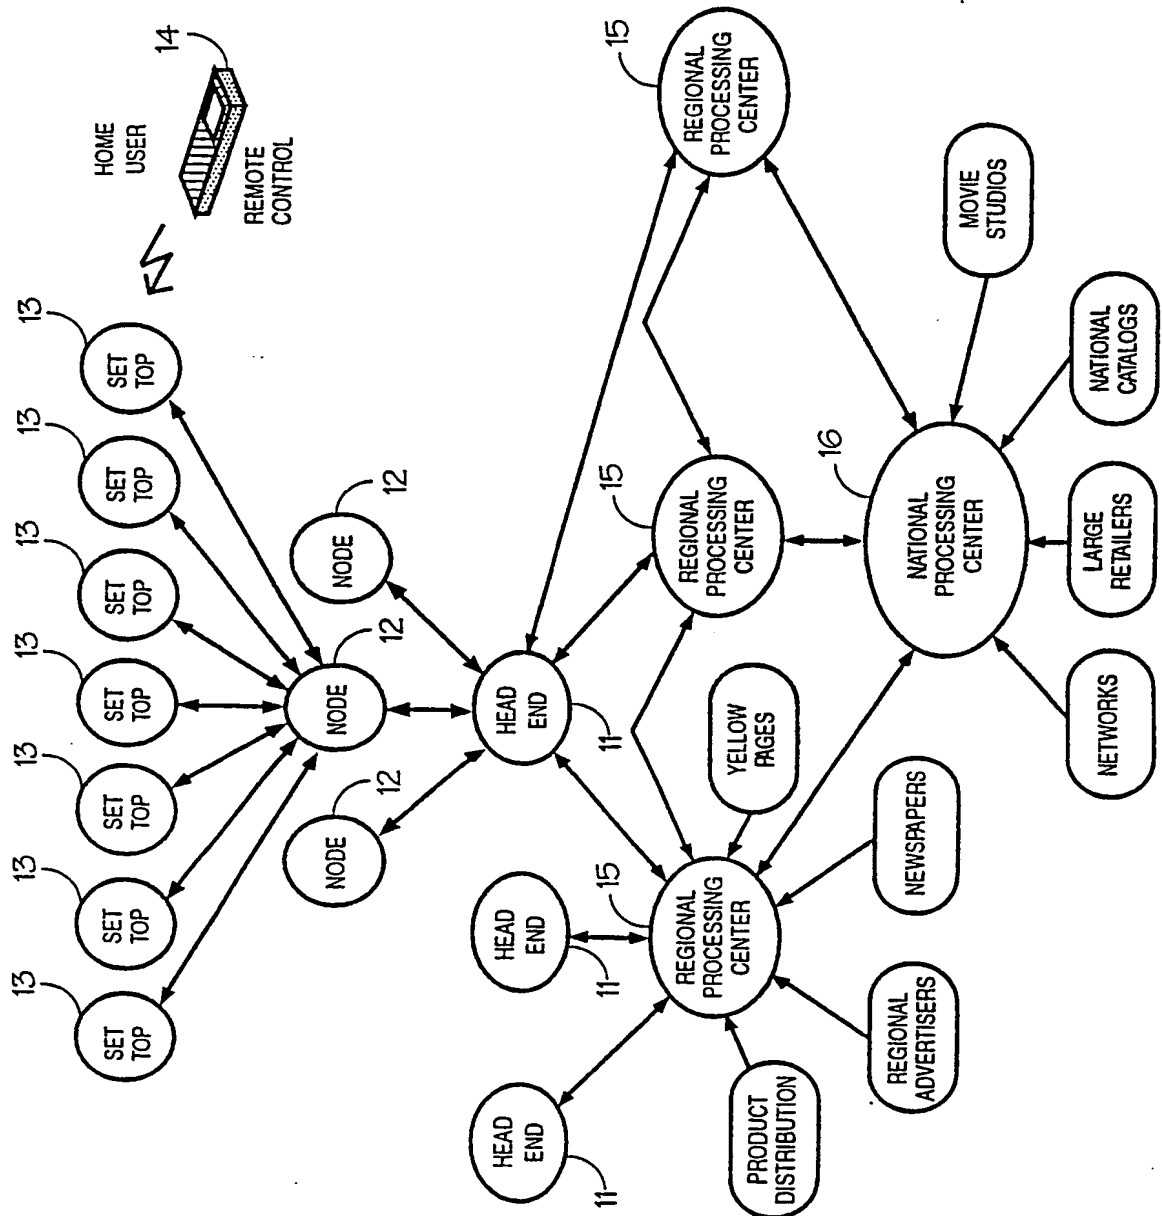 HOME
USER
14
REMOTE
CONTROL
13
SET
TOP
13
SET
TOP
13
SET
TOP
13
SET
TOP
13
SET
TOP
13
SET
TOP
13
SET
TOP
12
NODE
12
NODE
12
NODE
HEAD
END
11
HEAD
END
11
HEAD
END
11
15
REGIONAL
PROCESSING
CENTER
15
REGIONAL
PROCESSING
CENTER
15
REGIONAL
PROCESSING
CENTER
YELLOW
PAGES
NEWSPAPERS
REGIONAL
ADVERTISERS
PRODUCT
DISTRIBUTION
16
NATIONAL
PROCESSING
CENTER
MOVIE
STUDIOS
NATIONAL
CATALOGS
LARGE
RETAILERS
NETWORKS